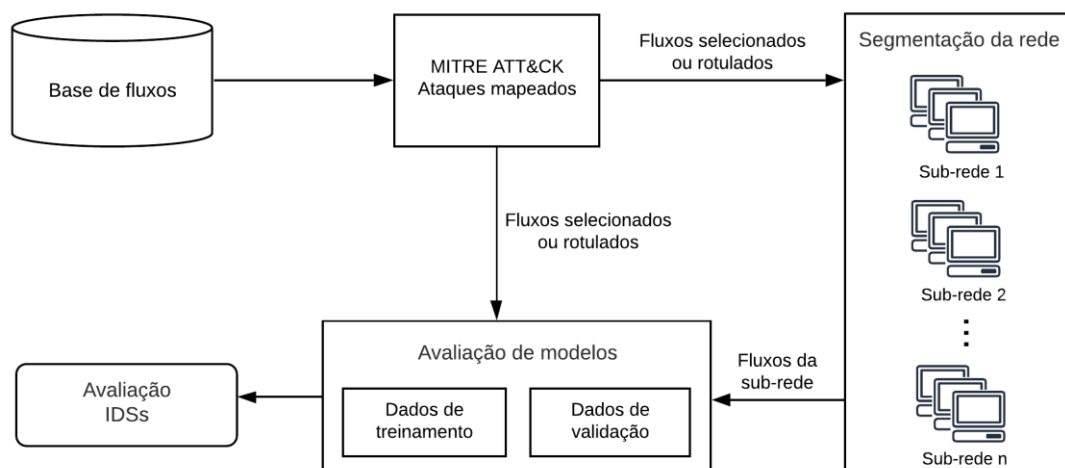 Base de fluxos
MITRE ATT&CK
Ataques mapeados
Fluxos selecionados
ou rotulados
Segmentação da rede
Sub-rede 1
Sub-rede 2
Sub-rede n
Fluxos selecionados
ou rotulados
Avaliação de modelos
Dados de
treinamento
Dados de
validação
Fluxos da
sub-rede
Avaliação
IDSs